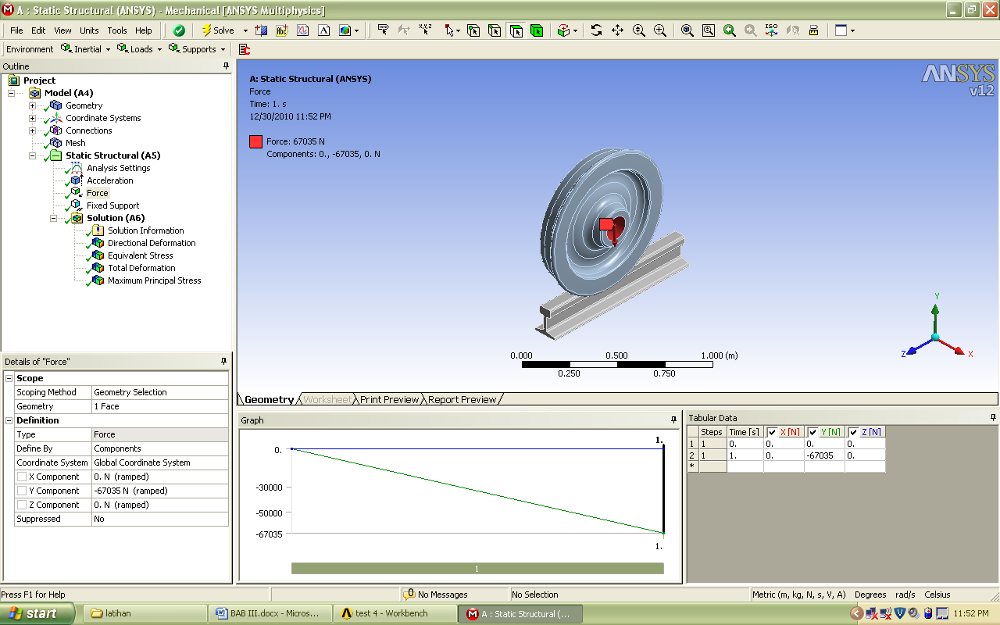 A : Static Structural (ANSYS) - Mechanical [ANSYS Multiphysics]
File Edit View Units Tools Help Solve ISO
Environment Inertial Loads Supports
Outline
Project
Model (A4)
Geometry
Coordinate Systems
Connections
Mesh
Static Structural (A5)
Analysis Settings
Acceleration
Force
Fixed Support
Solution (A6)
Solution Information
Directional Deformation
Equivalent Stress
Total Deformation
Maximum Principal Stress
A: Static Structural (ANSYS)
Force
Time: 1. s
12/30/2010 11:52 PM
Force: 67035 N
Components: 0., -67035, 0. N
ANSYS
v12
Y
Z X
0.000 0.500 1.000 (m)
0.250 0.750
Geometry Worksheet Print Preview Report Preview
Details of "Force"
Scope
Scoping Method Geometry Selection
Geometry 1 Face
Definition
Type Force
Define By Components
Coordinate System Global Coordinate System
X Component 0. N (ramped)
Y Component -67035 N (ramped)
Z Component 0. N (ramped)
Suppressed No
Graph
1.
0.
-30000
-50000
-67035
1.
1
Tabular Data
Steps Time [s] X [N] Y [N] Z [N]
1 1 0. 0. 0. 0.
2 1 1. 0. -67035 0.
*
Press F1 for Help 0 No Messages No Selection Metric (m, kg, N, s, V, A) Degrees rad/s Celsius
start latihan BAB III.docx - Micros... test 4 - Workbench A : Static Structural (... 11:52 PM